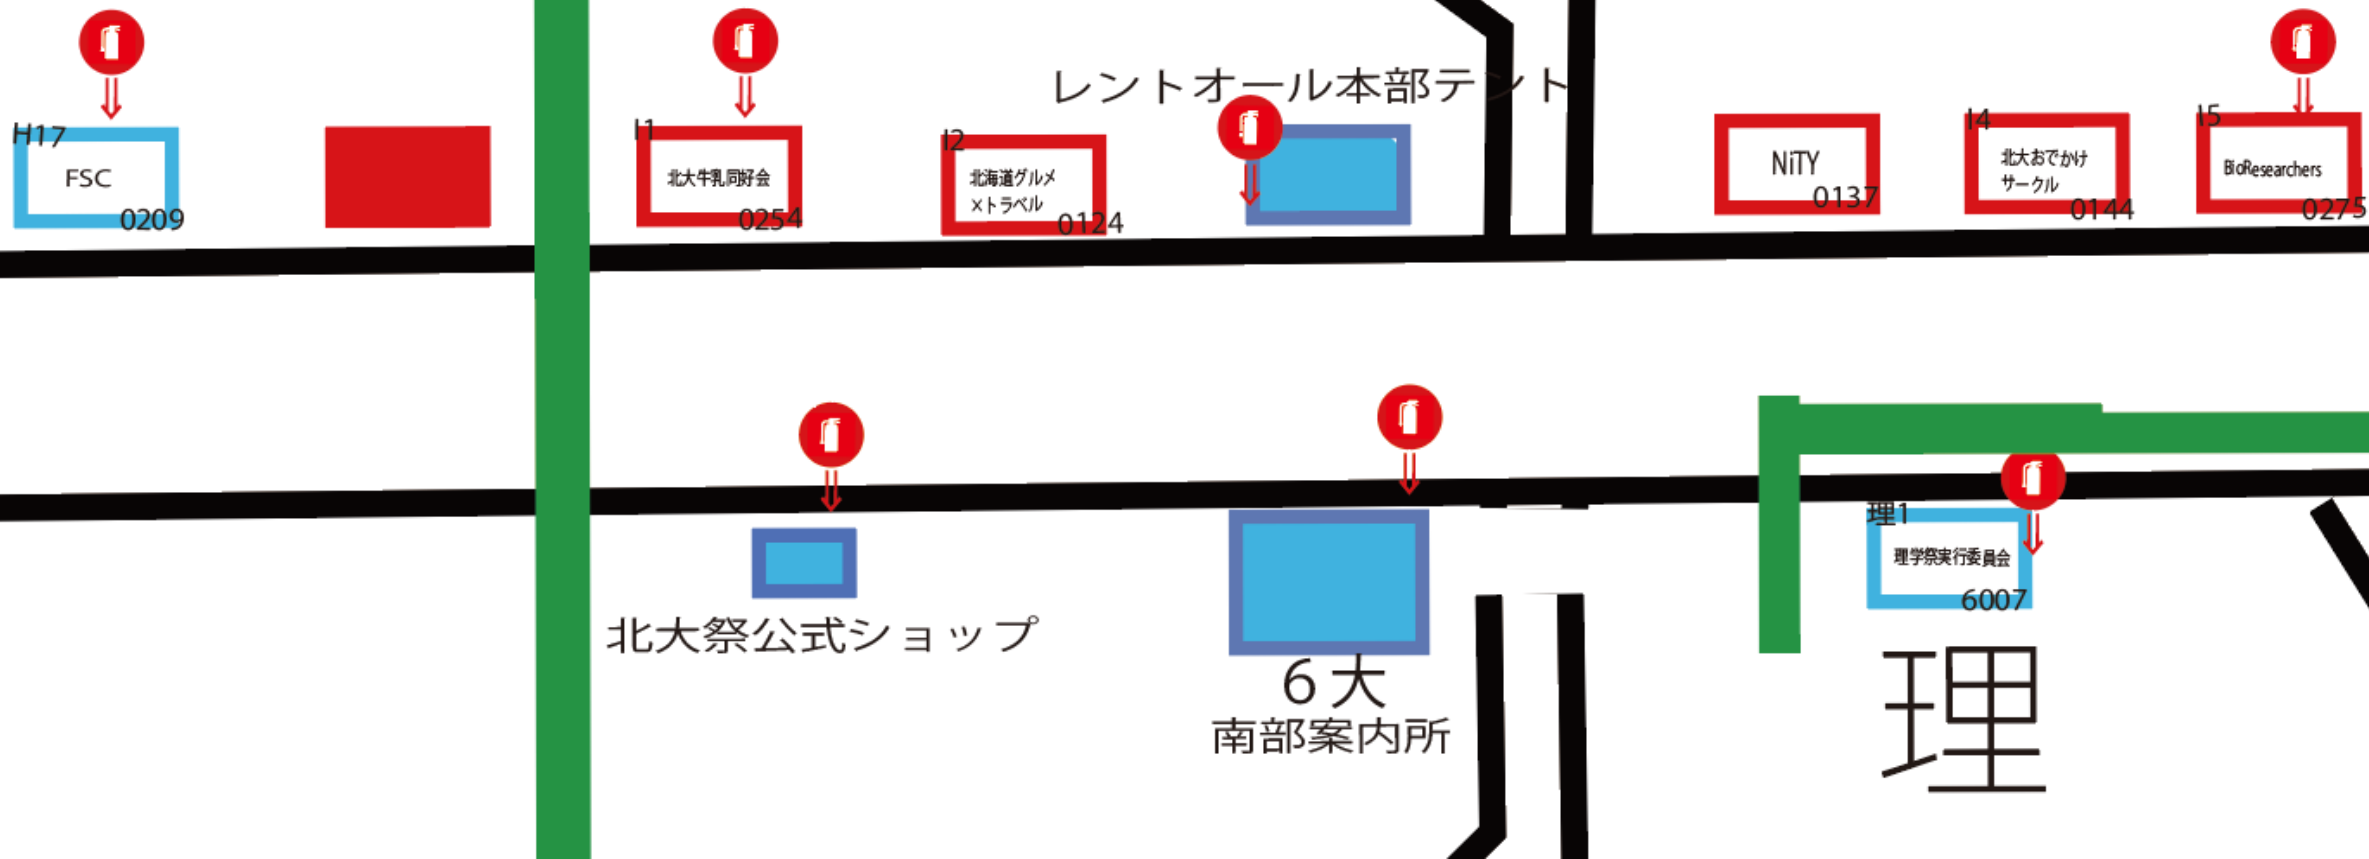 レントオール本部テント
H17
FSC
0209
I1
北大牛乳同好会
0254
I2
北海道グルメ
×トラベル
0124
NiTY
0137
I4
北大おでかけ
サークル
0144
I5
BioResearchers
0275
北大祭公式ショップ
6大
南部案内所
理1
理学祭実行委員会
6007
理